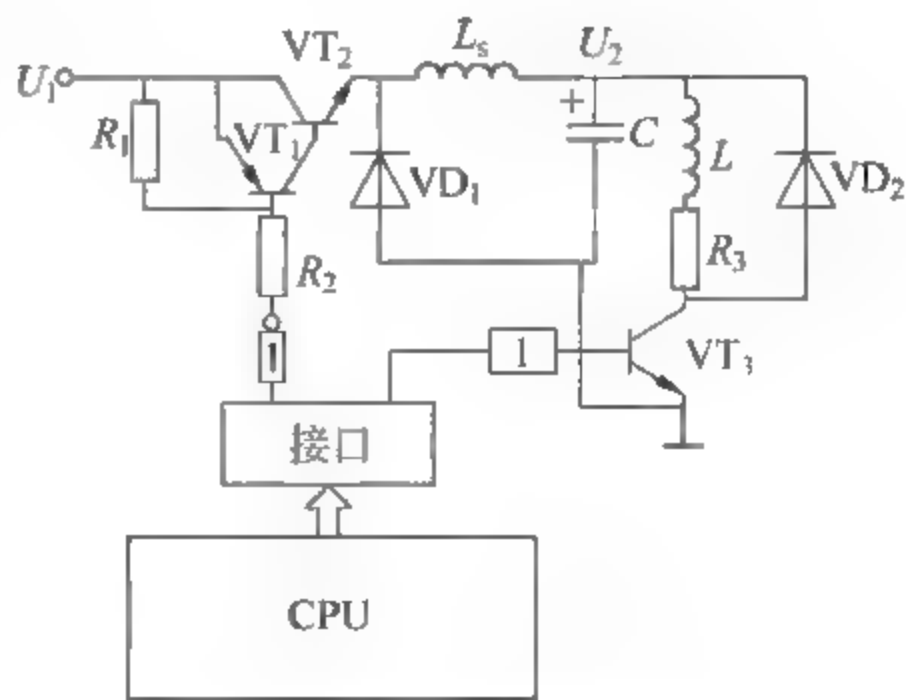 VT₂
Lₛ
U₂
U₁
R₁
VT₁
+
C
L
VD₁
VD₂
R₂
R₃
1
1
VT₃
接口
CPU